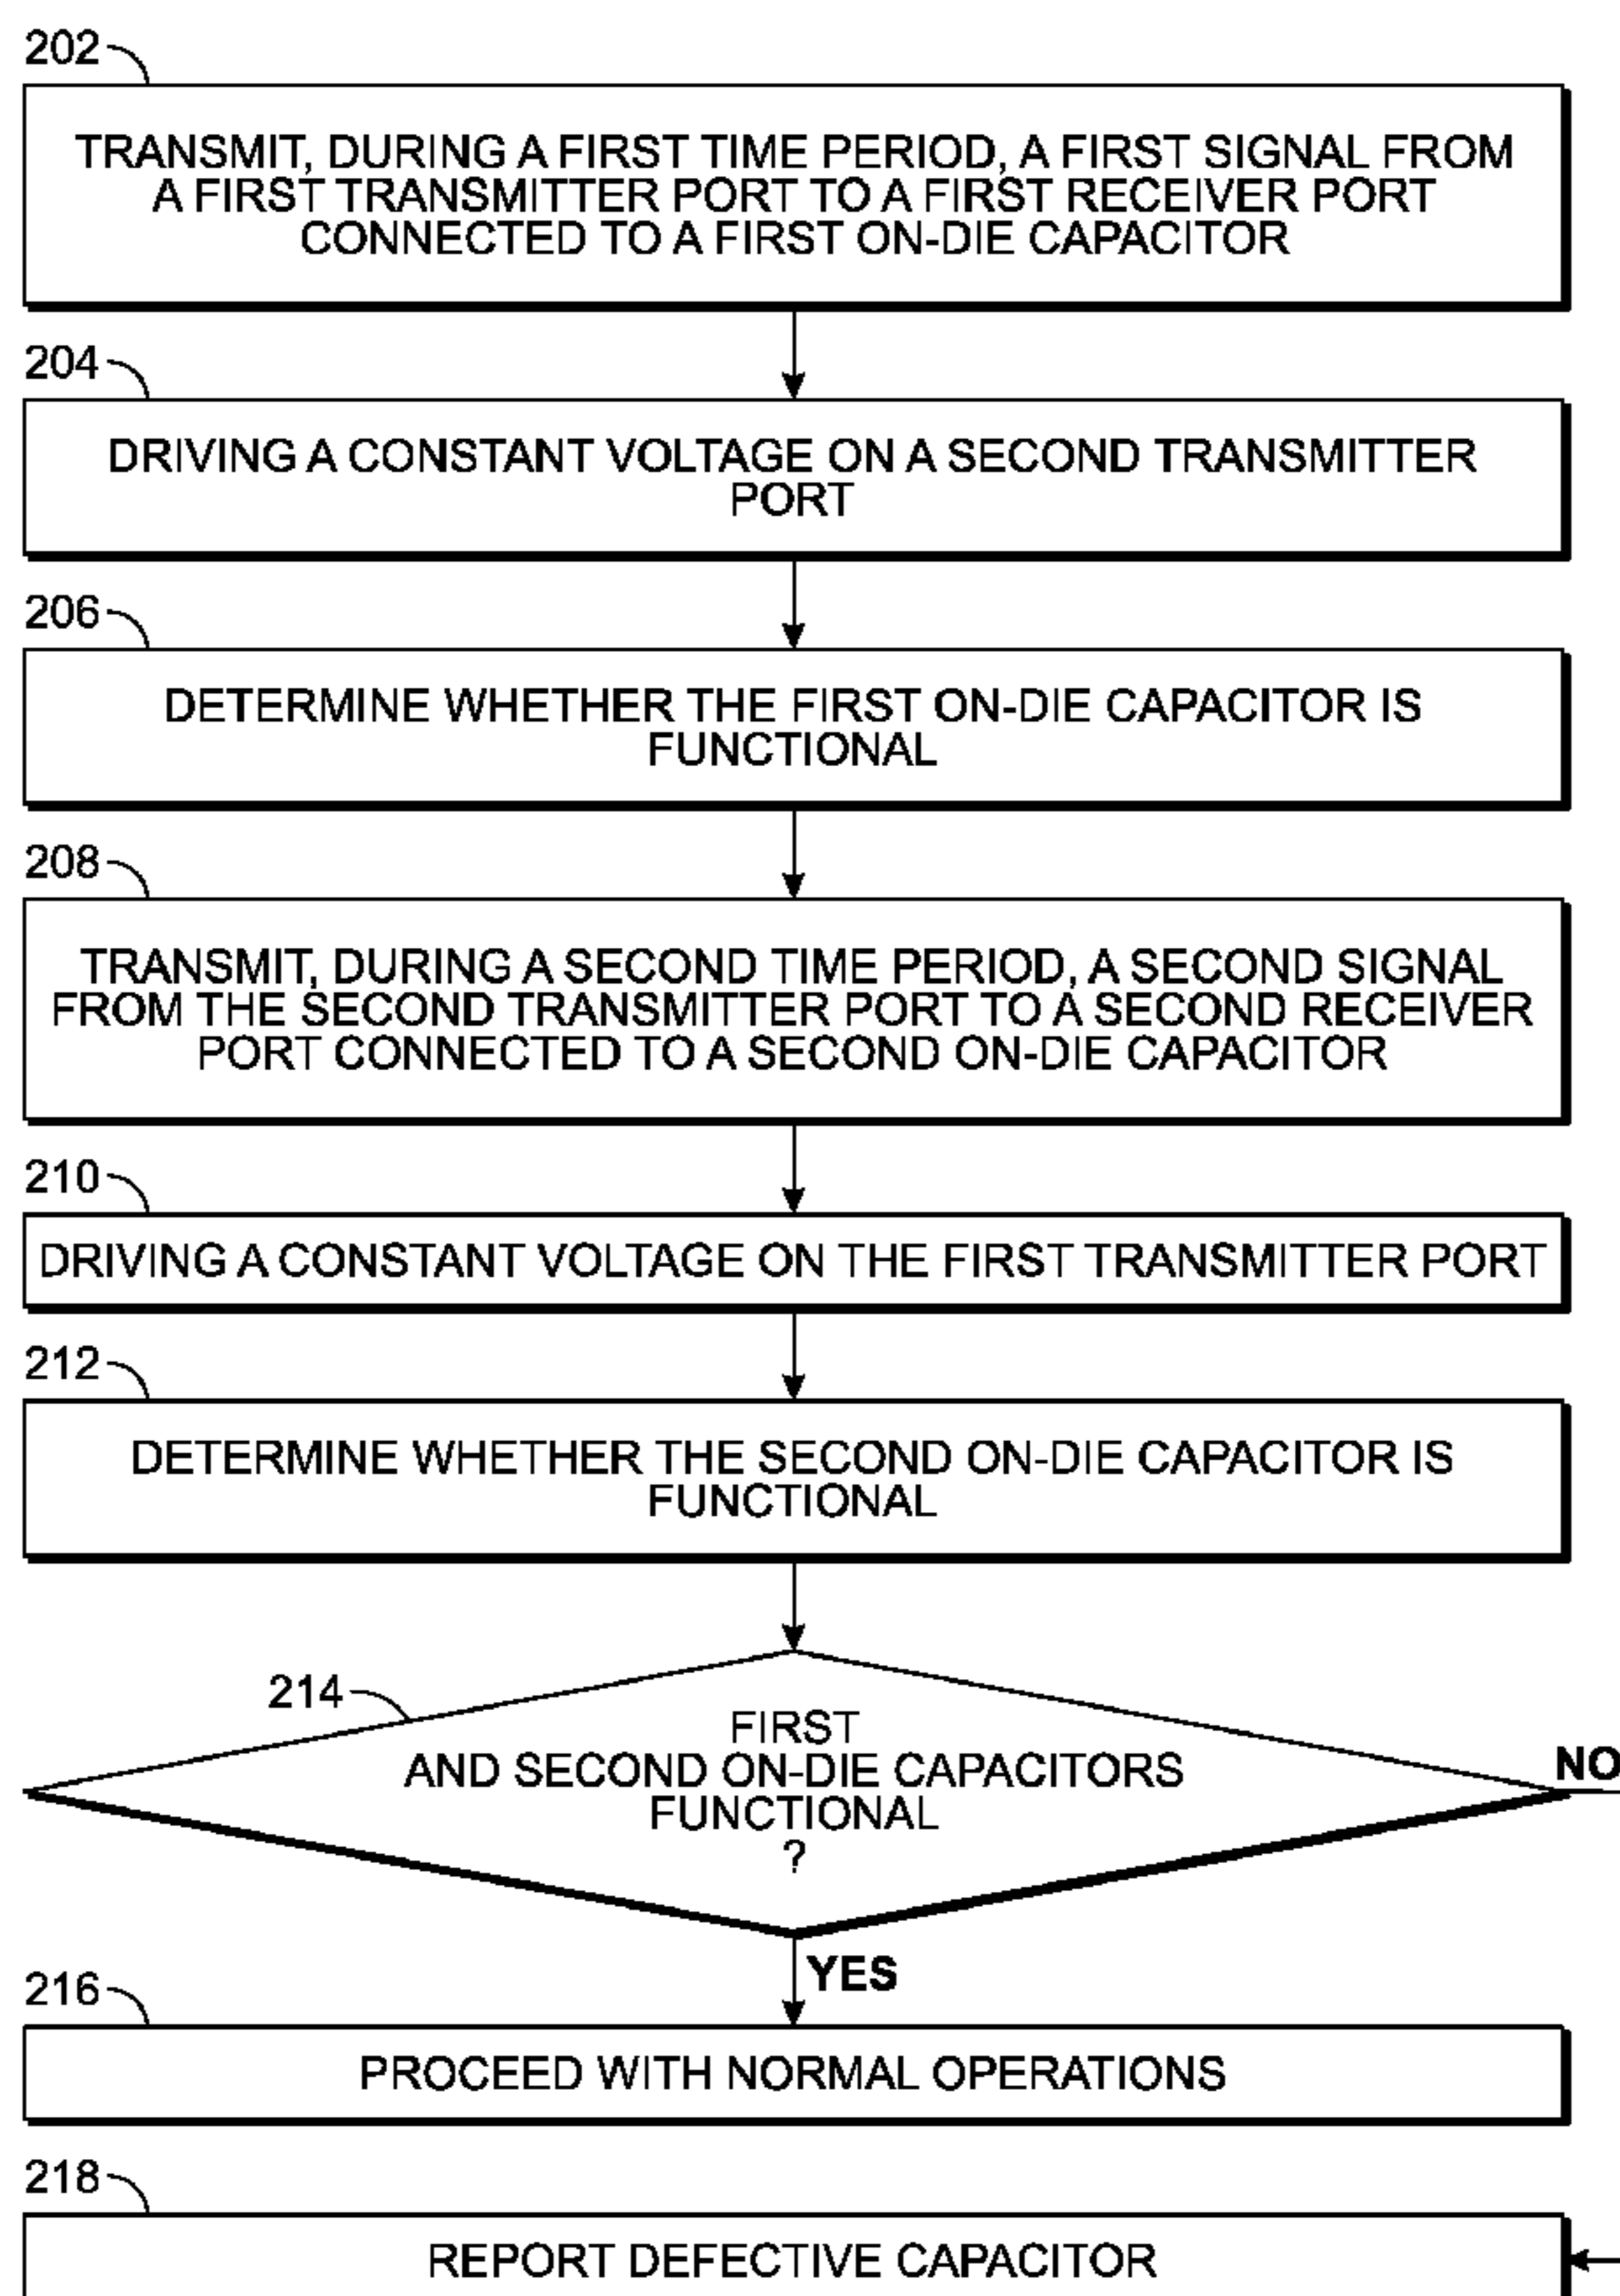 202
TRANSMIT, DURING A FIRST TIME PERIOD, A FIRST SIGNAL FROM
A FIRST TRANSMITTER PORT TO A FIRST RECEIVER PORT
CONNECTED TO A FIRST ON-DIE CAPACITOR
204
DRIVING A CONSTANT VOLTAGE ON A SECOND TRANSMITTER
PORT
206
DETERMINE WHETHER THE FIRST ON-DIE CAPACITOR IS
FUNCTIONAL
208
TRANSMIT, DURING A SECOND TIME PERIOD, A SECOND SIGNAL
FROM THE SECOND TRANSMITTER PORT TO A SECOND RECEIVER
PORT CONNECTED TO A SECOND ON-DIE CAPACITOR
210
DRIVING A CONSTANT VOLTAGE ON THE FIRST TRANSMITTER PORT
212
DETERMINE WHETHER THE SECOND ON-DIE CAPACITOR IS
FUNCTIONAL
214
FIRST
AND SECOND ON-DIE CAPACITORS
FUNCTIONAL
?
NO
YES
216
PROCEED WITH NORMAL OPERATIONS
218
REPORT DEFECTIVE CAPACITOR